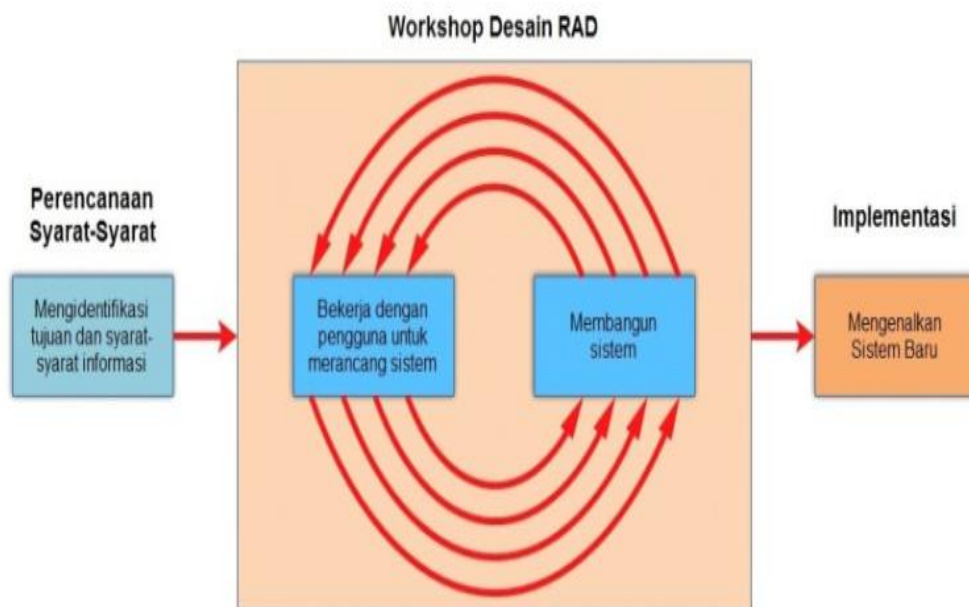 Workshop Desain RAD
Perencanaan
Syarat-Syarat
Mengidentifikasi
tujuan dan syarat-
syarat informasi
Bekerja dengan
pengguna untuk
merancang sistem
Membangun
sistem
Implementasi
Mengenalkan
Sistem Baru